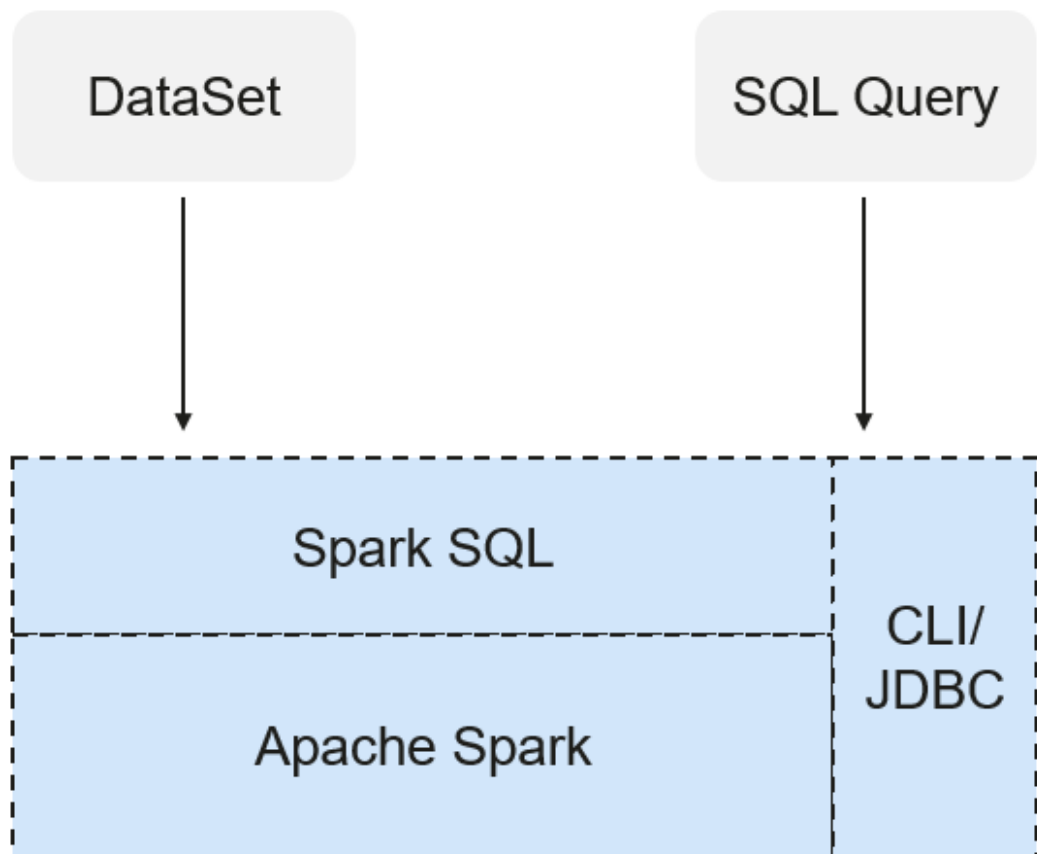 DataSet
SQL Query
Spark SQL
CLI/
JDBC
Apache Spark